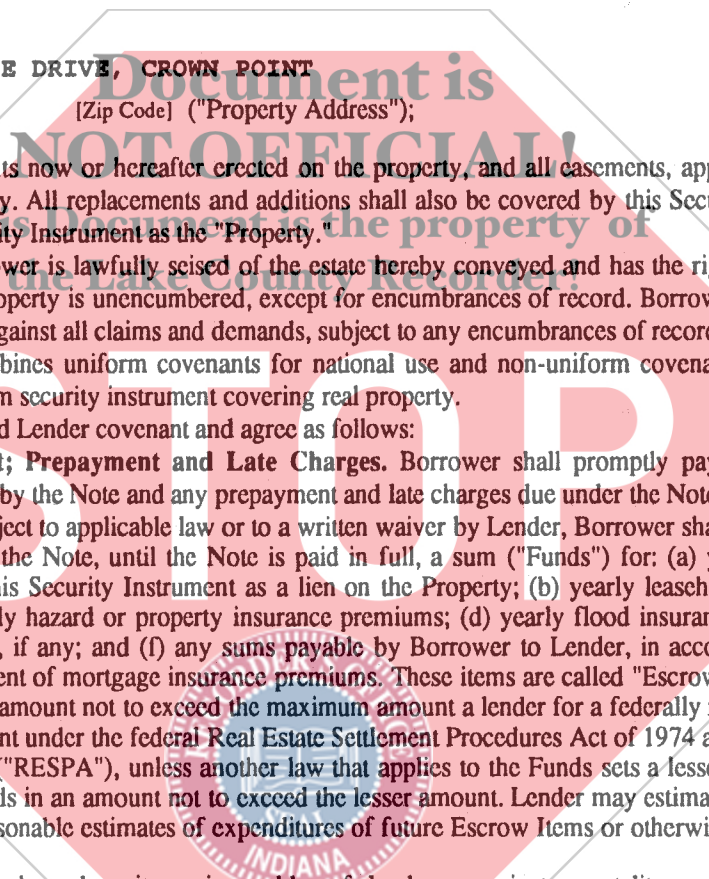 E DRIVE, CROWN POINT
Document is
[Zip Code] ("Property Address");
NOT OFFICIAL!
ts now or hereafter erected on the property, and all easements, app
y. All replacements and additions shall also be covered by this Secu
is Document is the property of
ity Instrument as the "Property."
wer is lawfully seised of the estate hereby conveyed and has the rig
the Lake County Recorder!
operty is unencumbered, except for encumbrances of record. Borrow
against all claims and demands, subject to any encumbrances of record
bines uniform covenants for national use and non-uniform covena
m security instrument covering real property.
d Lender covenant and agree as follows:
STOP
t; Prepayment and Late Charges. Borrower shall promptly pay
by the Note and any prepayment and late charges due under the Note
ject to applicable law or to a written waiver by Lender, Borrower sha
the Note, until the Note is paid in full, a sum ("Funds") for: (a) y
his Security Instrument as a lien on the Property; (b) yearly leaseh
ly hazard or property insurance premiums; (d) yearly flood insuran
, if any; and (f) any sums payable by Borrower to Lender, in acco
ent of mortgage insurance premiums. These items are called "Escrow
amount not to exceed the maximum amount a lender for a federally
nt under the federal Real Estate Settlement Procedures Act of 1974 a
("RESPA"), unless another law that applies to the Funds sets a lesse
ds in an amount not to exceed the lesser amount. Lender may estima
sonable estimates of expenditures of future Escrow Items or otherwi
SEAL
INDIANA